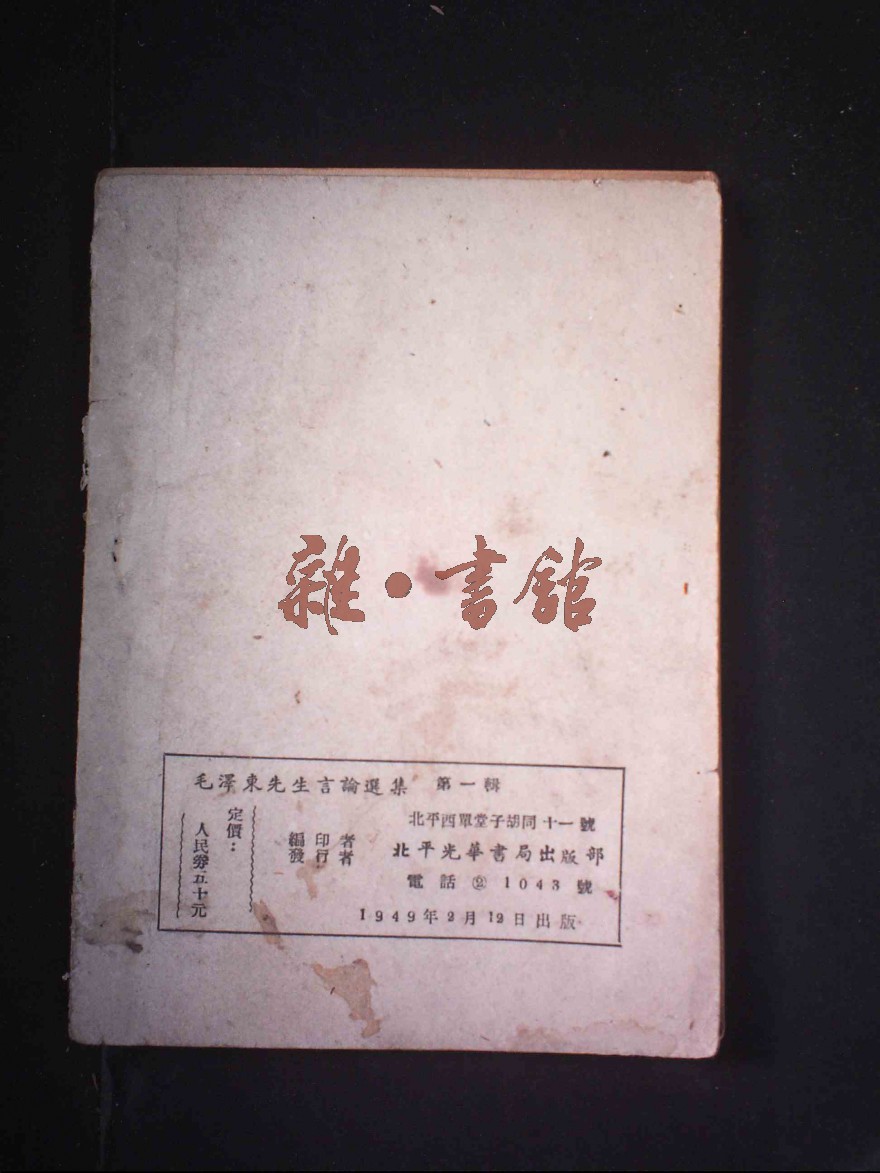 雜·書舘
毛澤東先生言論選集 第一輯
北平西單堂子胡同十一號
編印者
發行者
北平光華書局出版部
電話②1043號
1949年2月12日出版
定價：
人民券五十元